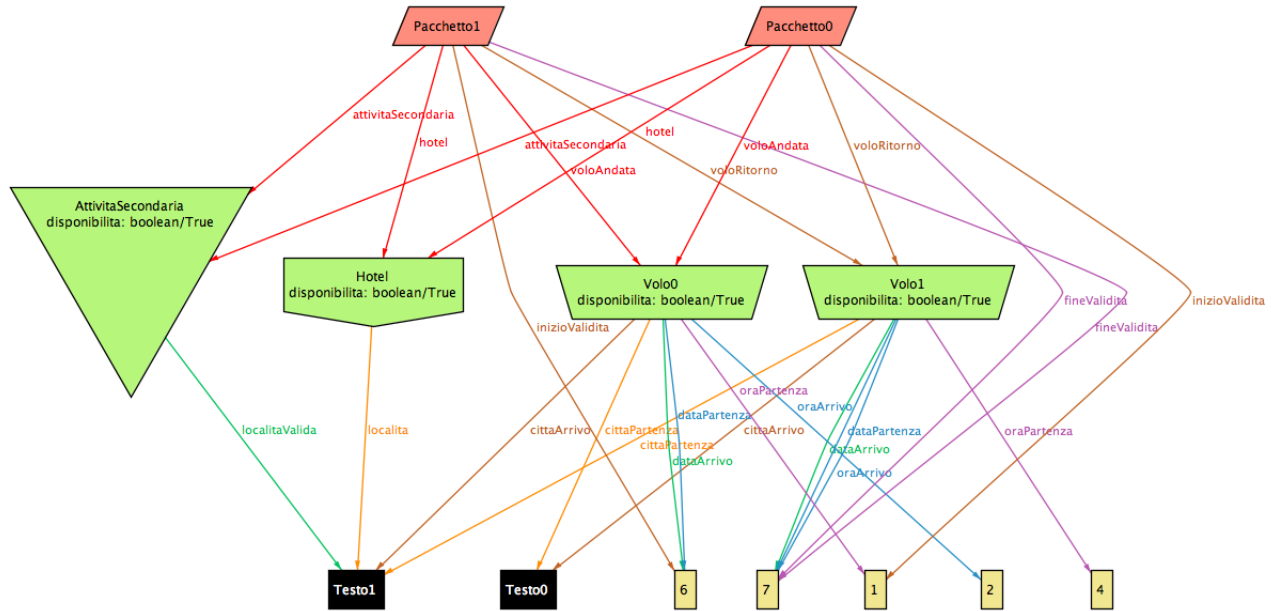 Pacchetto1
Pacchetto0
attivitaSecondaria
hotel
hotel
attivitaSecondaria
voloAndata
voloRitorno
voloAndata
voloRitorno
AttivitaSecondaria
disponibilita: boolean/True
Hotel
disponibilita: boolean/True
Volo0
disponibilita: boolean/True
Volo1
disponibilita: boolean/True
inizioValidita
fineValidita
inizioValidita
fineValidita
localitaValida
localita
cittaArrivo
cittaPartenza
cittaPartenza
dataPartenza
dataArrivo
oraPartenza
cittaArrivo
oraArrivo
dataPartenza
dataArrivo
oraArrivo
oraPartenza
Testo1
Testo0
6
7
1
2
4